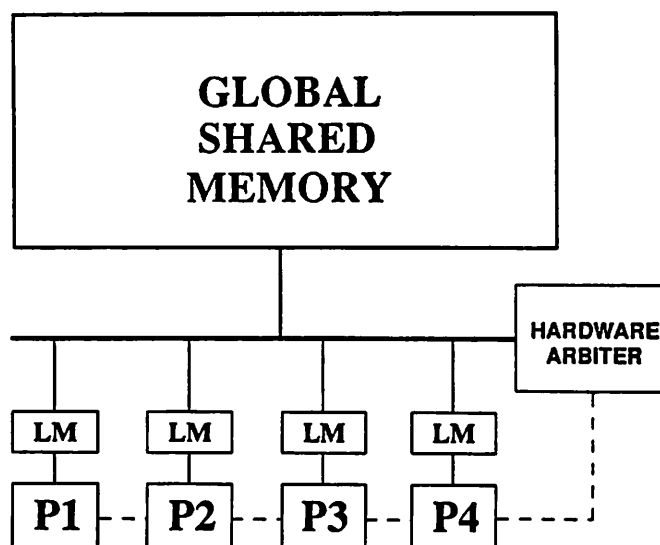 GLOBAL
SHARED
MEMORY
HARDWARE
ARBITER
LM LM LM LM
P1 P2 P3 P4